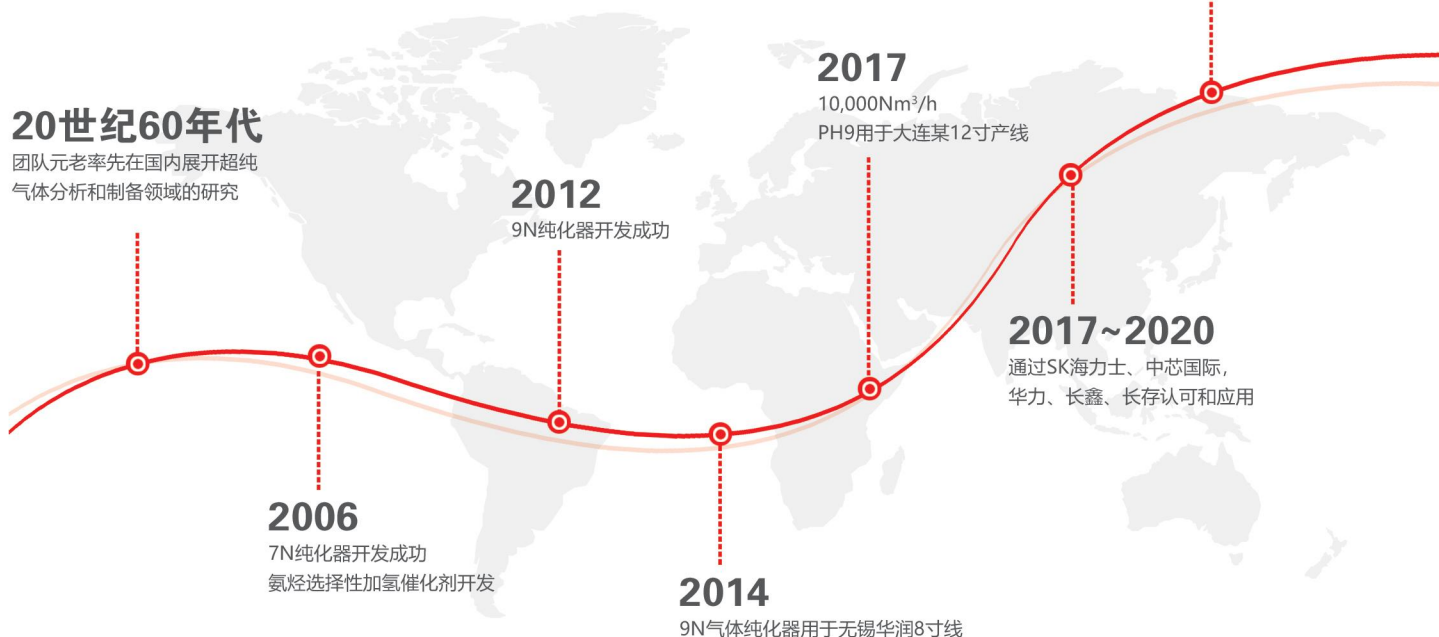 20世纪60年代
团队元老率先在国内展开超纯
气体分析和制备领域的研究
2006
7N纯化器开发成功
氨烃选择性加氢催化剂开发
2012
9N纯化器开发成功
2014
9N气体纯化器用于无锡华润8寸线
2017
10,000Nm³/h
PH9用于大连某12寸产线
2017~2020
通过SK海力士、中芯国际，
华力、长鑫、长存认可和应用